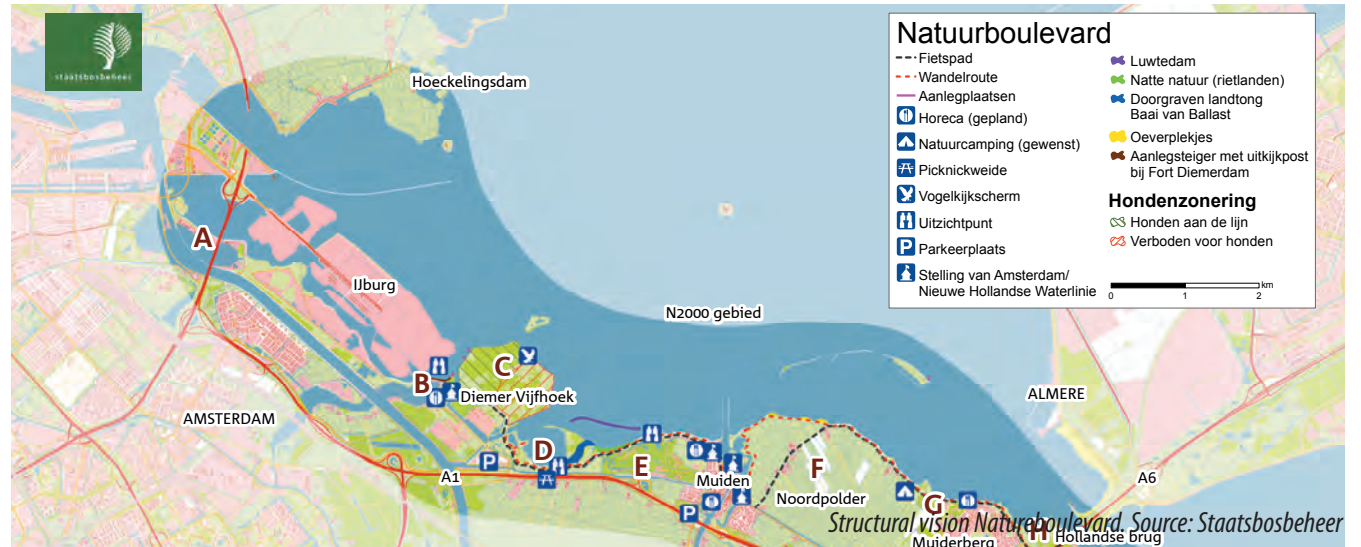 staatsbosbeheer
Hoeckelingsdam
A
IJburg
N2000 gebied
B
C
Diemer Vijfhoek
AMSTERDAM
ALMERE
D
E
A1
Muiden
F
Noordpolder
G
A6
Muiderberg
H
Hollandse brug
Natuurboulevard
Fietspad
Wandelroute
Aanlegplaatsen
Horeca (gepland)
Natuurcamping (gewenst)
Picknickweide
Vogelkijkscherm
Uitzichtpunt
P
Parkeerplaats
Stelling van Amsterdam/
Nieuwe Hollandse Waterlinie
Luwtedam
Natte natuur (rietlanden)
Doorgraven landtong
Baai van Ballast
Oeverplekjes
Aanlegsteiger met uitkijkpost
bij Fort Diemerdam
Hondenzonering
Honden aan de lijn
Verboden voor honden
km
0 1 2
P
P
Structural vision Natureboulevard. Source: Staatsbosbeheer